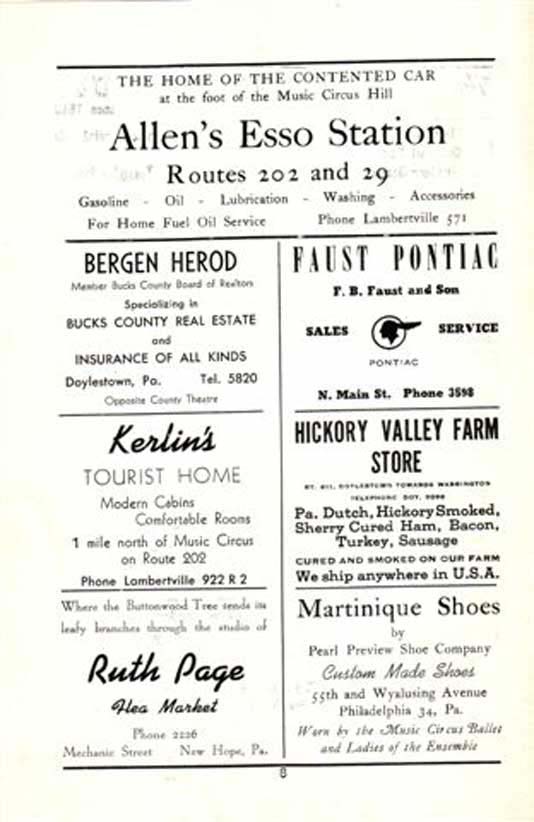 THE HOME OF THE CONTENTED CAR
at the foot of the Music Circus Hill
Allen's Esso Station
Routes 202 and 29
Gasoline - Oil - Lubrication - Washing - Accessories
For Home Fuel Oil Service Phone Lambertville 571
BERGEN HEROD
Member Bucks County Board of Realtors
Specializing in
BUCKS COUNTY REAL ESTATE
and
INSURANCE OF ALL KINDS
Doylestown, Pa. Tel. 5820
Opposite County Theatre
Kerlin's
TOURIST HOME
Modern Cabins
Comfortable Rooms
1 mile north of Music Circus
on Route 202
Phone Lambertville 922 R 2
Where the Buttonwood Tree sends its
leafy branches through the studio of
Ruth Page
Flea Market
Phone 2226
Mechanic Street New Hope, Pa.
FAUST PONTIAC
F. B. Faust and Son
SALES SERVICE
PONTIAC
N. Main St. Phone 3598
HICKORY VALLEY FARM
STORE
RT. 611, DOYLESTOWN TOWARDS WARRINGTON
TELEPHONE DOY.
Pa. Dutch, Hickory Smoked,
Sherry Cured Ham, Bacon,
Turkey, Sausage
CURED AND SMOKED ON OUR FARM
We ship anywhere in U.S.A.
Martinique Shoes
by
Pearl Preview Shoe Company
Custom Made Shoes
55th and Wyalusing Avenue
Philadelphia 34, Pa.
Worn by the Music Circus Ballet
and Ladies of the Ensemble
8